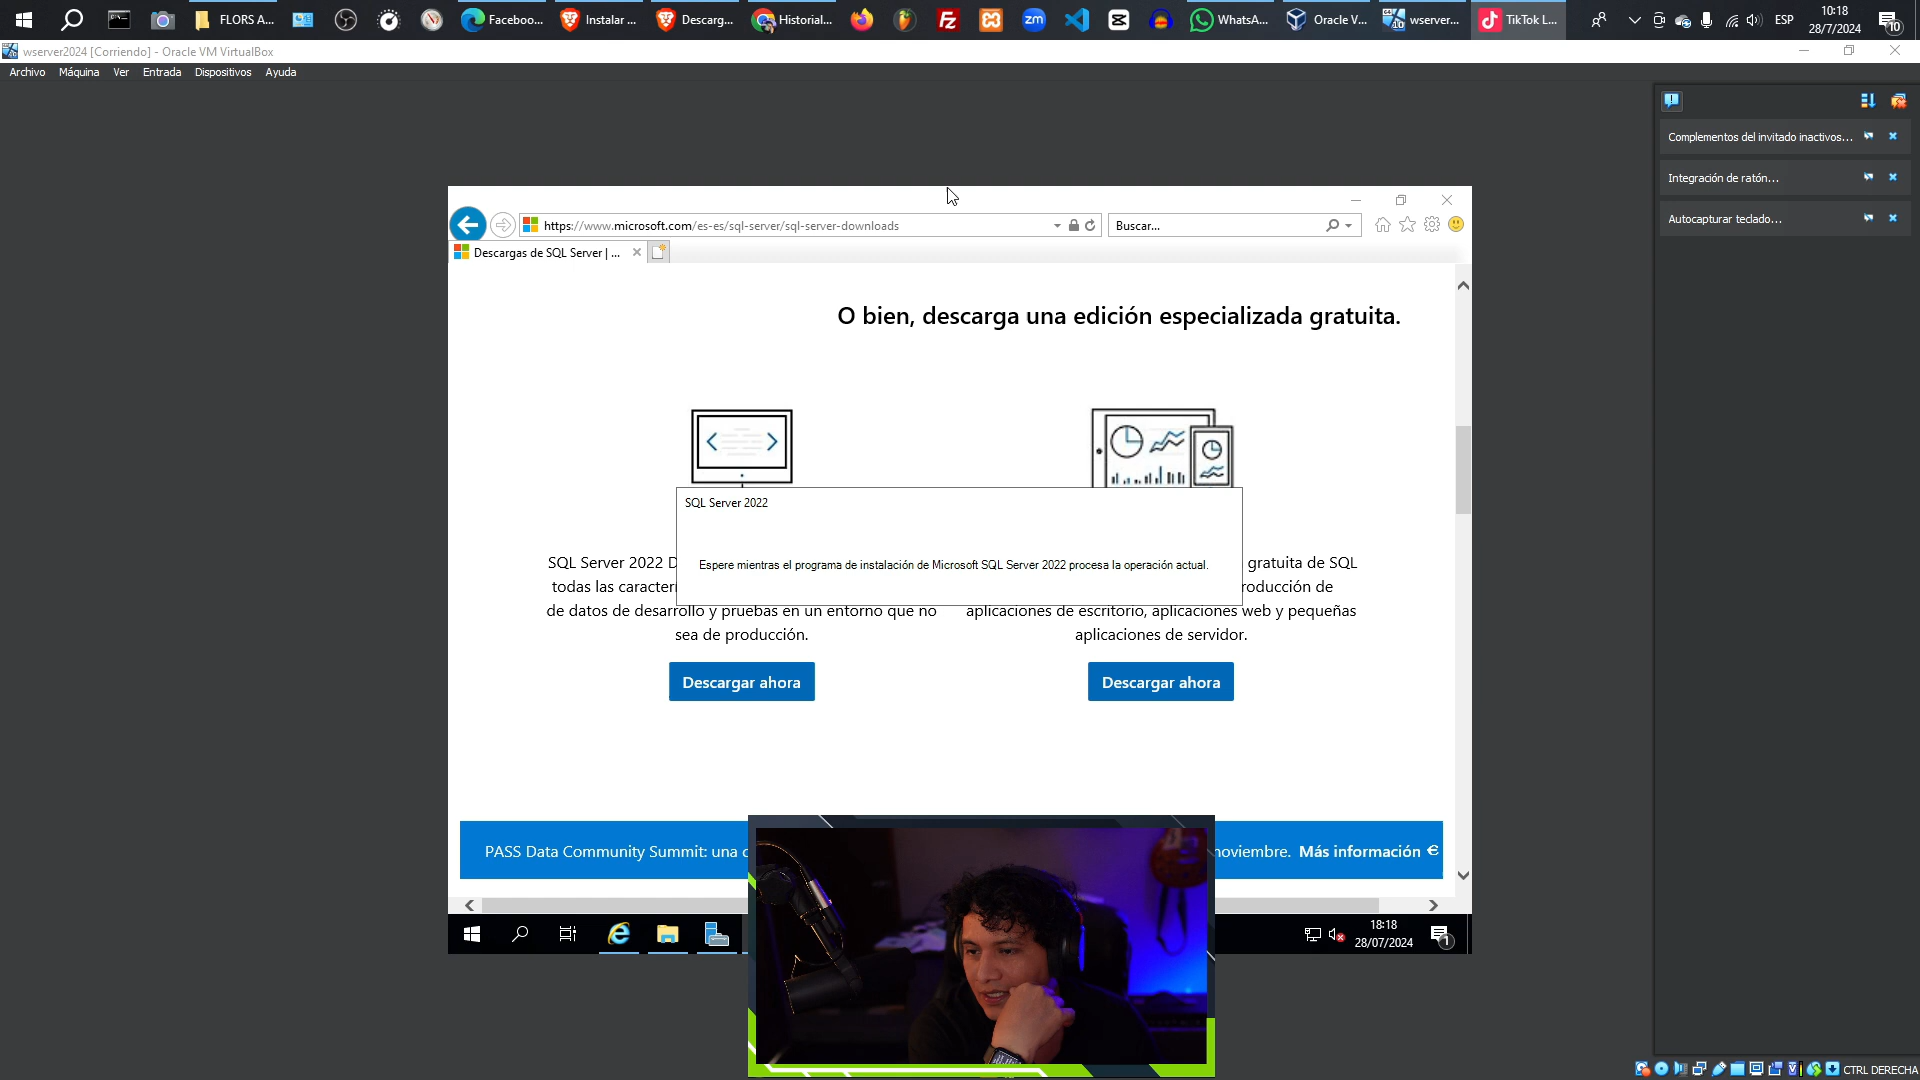 FLORS A...
Faceboo...
Instalar ...
Descarg...
Historial...
zm
WhatsA...
Oracle V...
wserver...
TikTok L...
ESP
10:18
28/7/2024
10
wserver2024 [Corriendo] - Oracle VM VirtualBox
Archivo Máquina Ver Entrada Dispositivos Ayuda
Complementos del invitado inactivos...
Integración de ratón...
Autocapturar teclado...
https://www.microsoft.com/es-es/sql-server/sql-server-downloads
Buscar...
Descargas de SQL Server | ...
O bien, descarga una edición especializada gratuita.
SQL Server 2022
Espere mientras el programa de instalación de Microsoft SQL Server 2022 procesa la operación actual.
SQL Server 2022 D
todas las caracterí
de datos de desarrollo y pruebas en un entorno que no
sea de producción.
Descargar ahora
gratuita de SQL
roducción de
aplicaciones de escritorio, aplicaciones web y pequeñas
aplicaciones de servidor.
Descargar ahora
PASS Data Community Summit: una
noviembre. Más información
18:18
28/07/2024
1
CTRL DERECHA